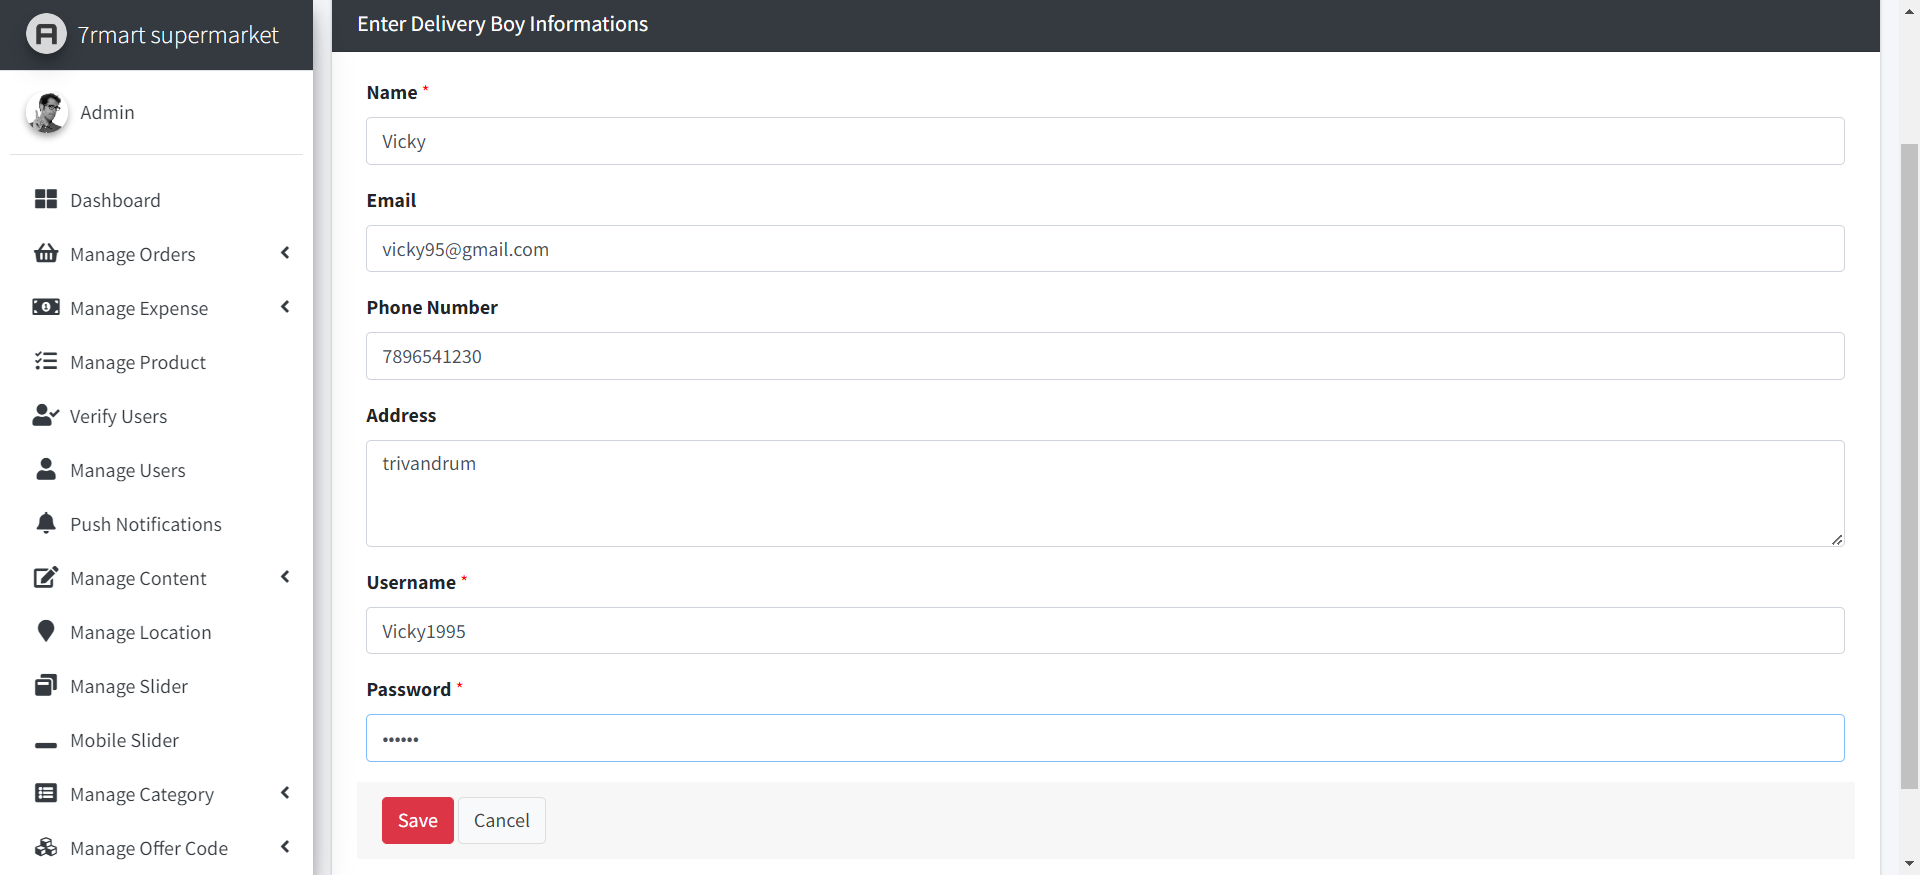 7rmart supermarket
Admin
Dashboard
Manage Orders
Manage Expense
Manage Product
Verify Users
Manage Users
Push Notifications
Manage Content
Manage Location
Manage Slider
Mobile Slider
Manage Category
Manage Offer Code
Enter Delivery Boy Informations
Name *
Vicky
Email
vicky95@gmail.com
Phone Number
7896541230
Address
trivandrum
Username *
Vicky1995
Password *
••••••
Save Cancel